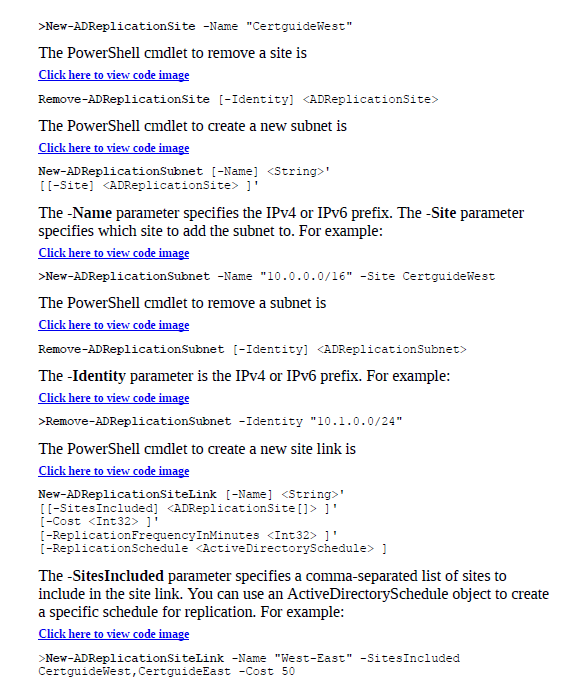 >New-ADReplicationSite -Name "CertguideWest"
The PowerShell cmdlet to remove a site is
Click here to view code image
Remove-ADReplicationSite [-Identity] <ADReplicationSite>
The PowerShell cmdlet to create a new subnet is
Click here to view code image
New-ADReplicationSubnet [-Name] <String>'
[[-Site] <ADReplicationSite> ]'
The -Name parameter specifies the IPv4 or IPv6 prefix. The -Site parameter
specifies which site to add the subnet to. For example:
Click here to view code image
>New-ADReplicationSubnet -Name "10.0.0.0/16" -Site CertguideWest
The PowerShell cmdlet to remove a subnet is
Click here to view code image
Remove-ADReplicationSubnet [-Identity] <ADReplicationSubnet>
The -Identity parameter is the IPv4 or IPv6 prefix. For example:
Click here to view code image
>Remove-ADReplicationSubnet -Identity "10.1.0.0/24"
The PowerShell cmdlet to create a new site link is
Click here to view code image
New-ADReplicationSiteLink [-Name] <String>'
[[-SitesIncluded] <ADReplicationSite[]> ]'
[-Cost <Int32> ]'
[-ReplicationFrequencyInMinutes <Int32> ]'
[-ReplicationSchedule <ActiveDirectorySchedule> ]
The -SitesIncluded parameter specifies a comma-separated list of sites to
include in the site link. You can use an ActiveDirectorySchedule object to create
a specific schedule for replication. For example:
Click here to view code image
>New-ADReplicationSiteLink -Name "West-East" -SitesIncluded
CertguideWest,CertguideEast -Cost 50